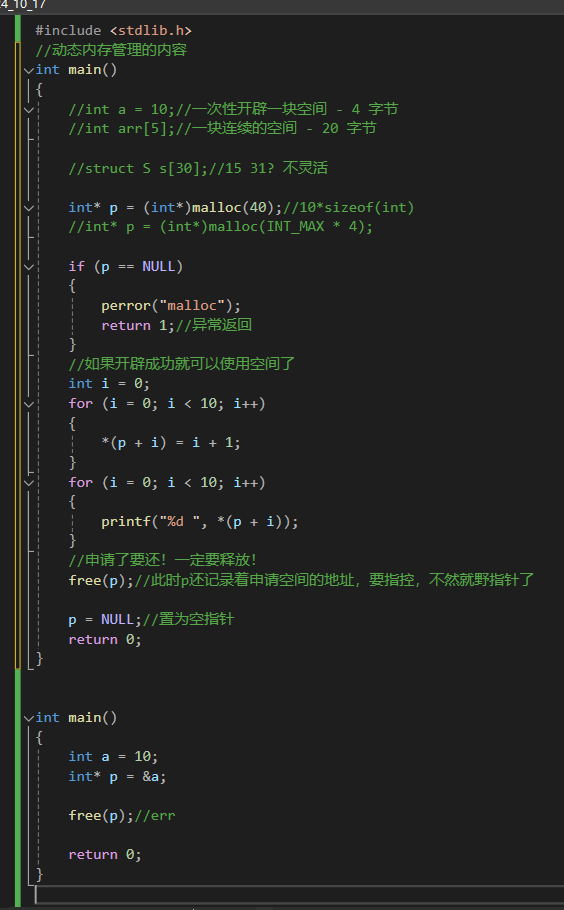 4_10_17
#include <stdlib.h>
//动态内存管理的内容
int main()
{
//int a = 10;//一次性开辟一块空间 - 4 字节
//int arr[5];//一块连续的空间 - 20 字节
//struct S s[30];//15 31? 不灵活
int* p = (int*)malloc(40);//10*sizeof(int)
//int* p = (int*)malloc(INT_MAX * 4);
if (p == NULL)
{
perror("malloc");
return 1;//异常返回
}
//如果开辟成功就可以使用空间了
int i = 0;
for (i = 0; i < 10; i++)
{
*(p + i) = i + 1;
}
for (i = 0; i < 10; i++)
{
printf("%d ", *(p + i));
}
//申请了要还！一定要释放！
free(p);//此时p还记录着申请空间的地址，要指控，不然就野指针了
p = NULL;//置为空指针
return 0;
}
int main()
{
int a = 10;
int* p = &a;
free(p);//err
return 0;
}